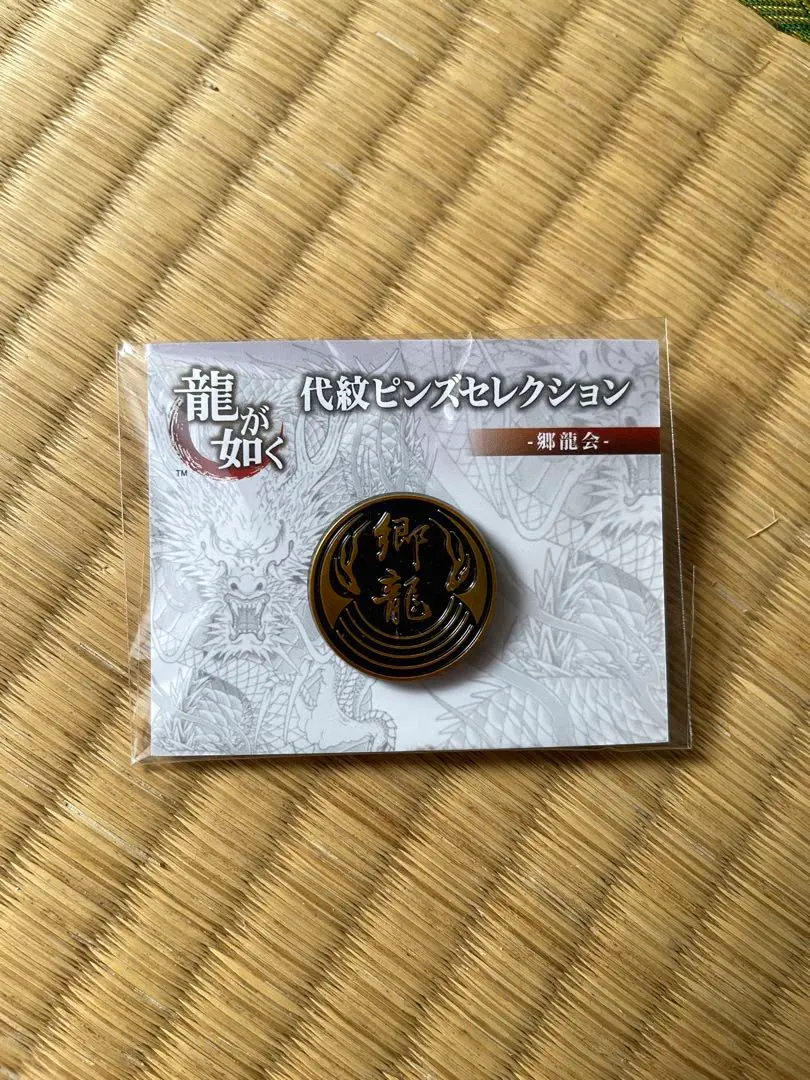 龍が如く
TM
代紋ピンズセレクション
-郷龍会-
郷
龍